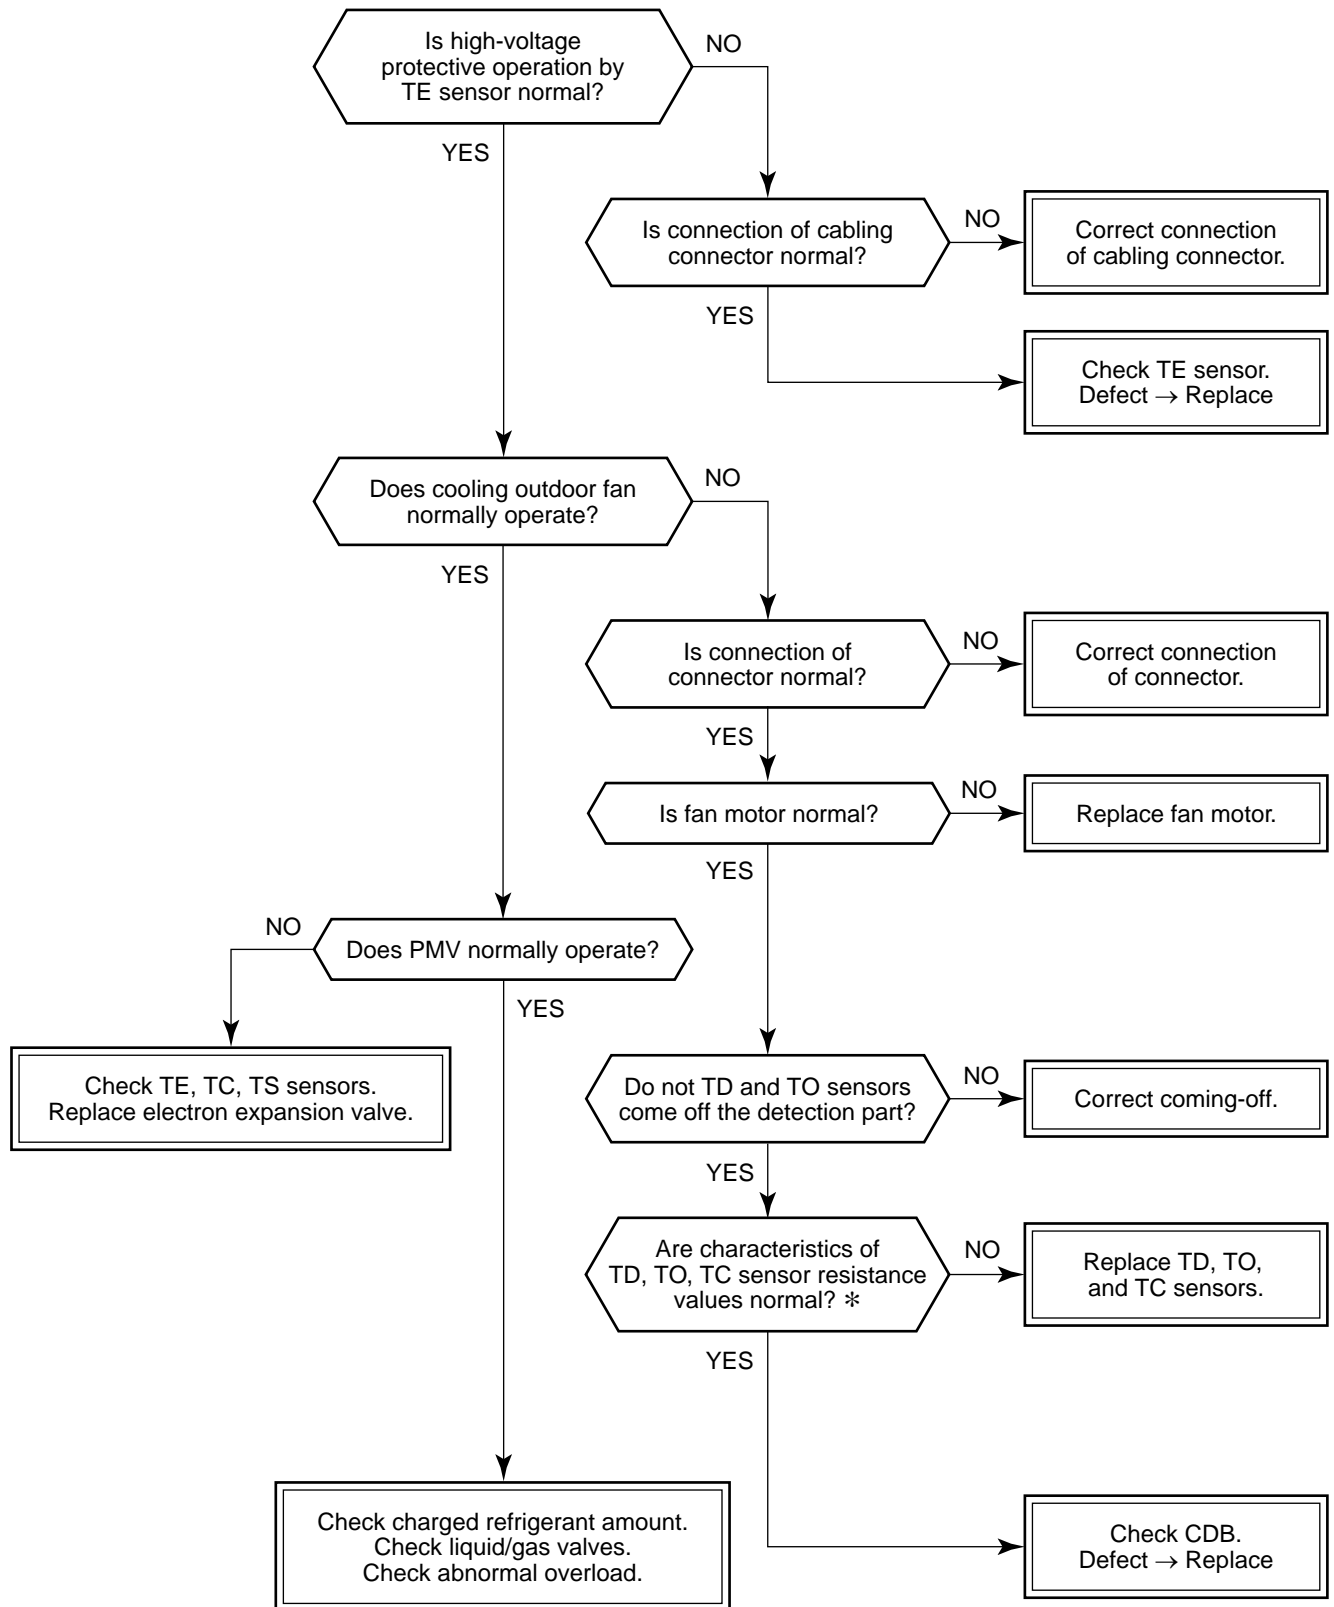 Is high-voltage
protective operation by
TE sensor normal?
NO
YES
Is connection of cabling
connector normal?
NO
Correct connection
of cabling connector.
YES
Check TE sensor.
Defect → Replace
Does cooling outdoor fan
normally operate?
NO
YES
Is connection of
connector normal?
NO
Correct connection
of connector.
YES
Is fan motor normal?
NO
Replace fan motor.
YES
Does PMV normally operate?
NO
YES
Check TE, TC, TS sensors.
Replace electron expansion valve.
Do not TD and TO sensors
come off the detection part?
NO
Correct coming-off.
YES
Are characteristics of
TD, TO, TC sensor resistance
values normal? *
NO
Replace TD, TO,
and TC sensors.
YES
Check charged refrigerant amount.
Check liquid/gas valves.
Check abnormal overload.
Check CDB.
Defect → Replace